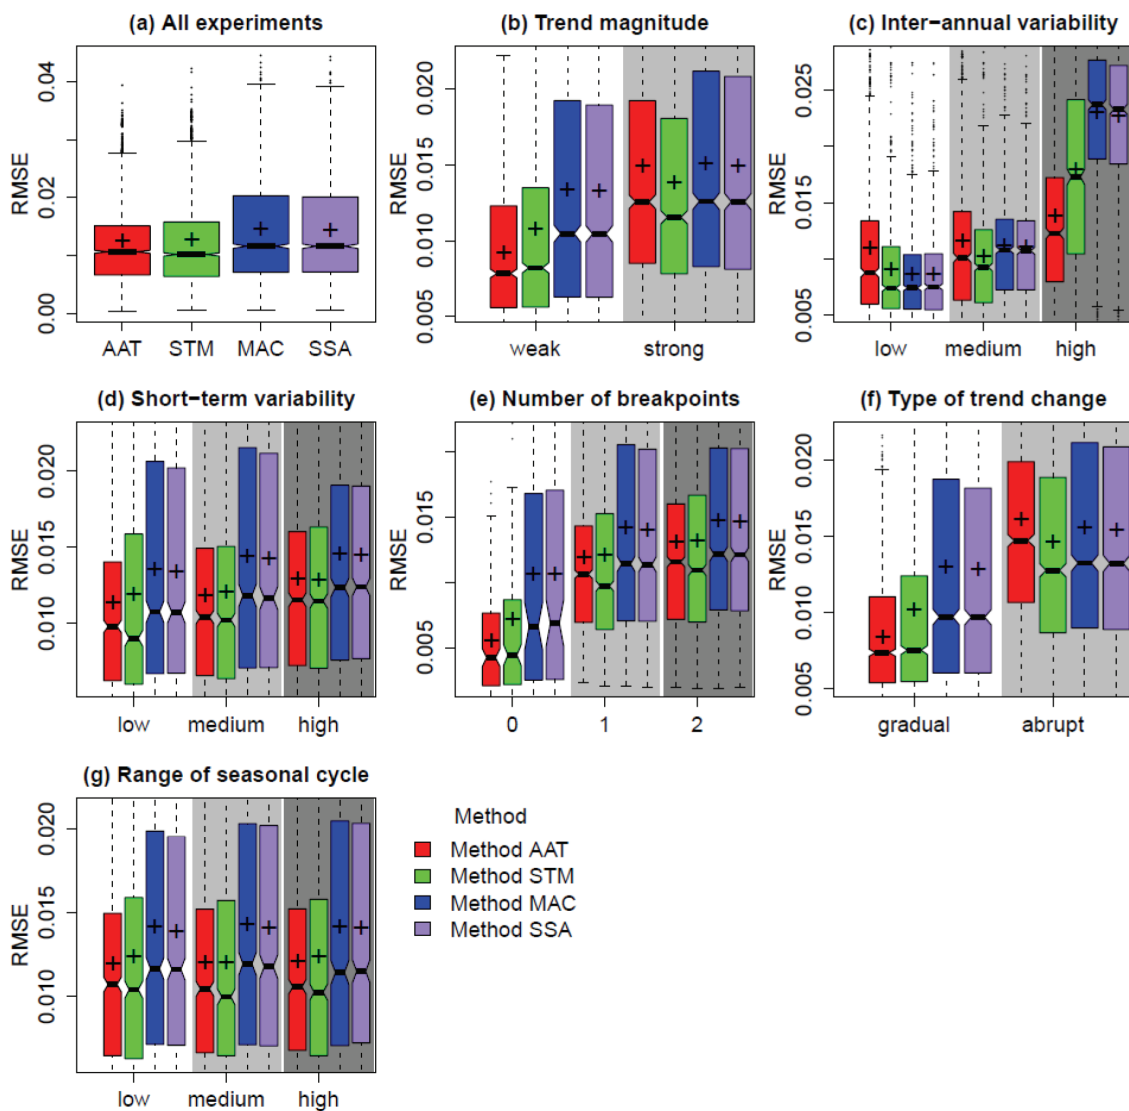 (a) All experiments
RMSE
0.00
0.02
0.04
AAT STM MAC SSA
(b) Trend magnitude
RMSE
0.005
0.010
0.015
0.020
weak strong
(c) Inter−annual variability
RMSE
0.005
0.015
0.025
low medium high
(d) Short−term variability
RMSE
0.010
0.015
0.020
low medium high
(e) Number of breakpoints
RMSE
0.005
0.015
0 1 2
(f) Type of trend change
RMSE
0.005
0.010
0.015
0.020
gradual abrupt
(g) Range of seasonal cycle
RMSE
0.010
0.015
0.020
low medium high
Method
Method AAT
Method STM
Method MAC
Method SSA